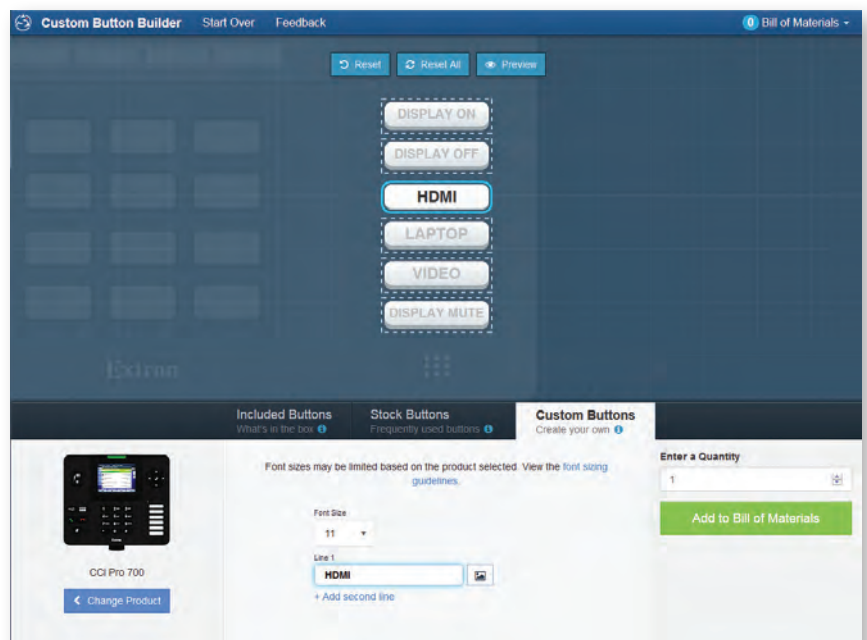 Custom Button Builder Start Over Feedback 0 Bill of Materials
Reset Reset All Preview
DISPLAY ON
DISPLAY OFF
HDMI
LAPTOP
VIDEO
DISPLAY MUTE
Extron
Included Buttons Stock Buttons Custom Buttons
What's in the box Frequently used buttons Create your own
Font sizes may be limited based on the product selected. View the font sizing
guidelines.
Enter a Quantity
1
Font Size
11
Add to Bill of Materials
Line 1
HDMI
+ Add second line
CCI Pro 700
Change Product